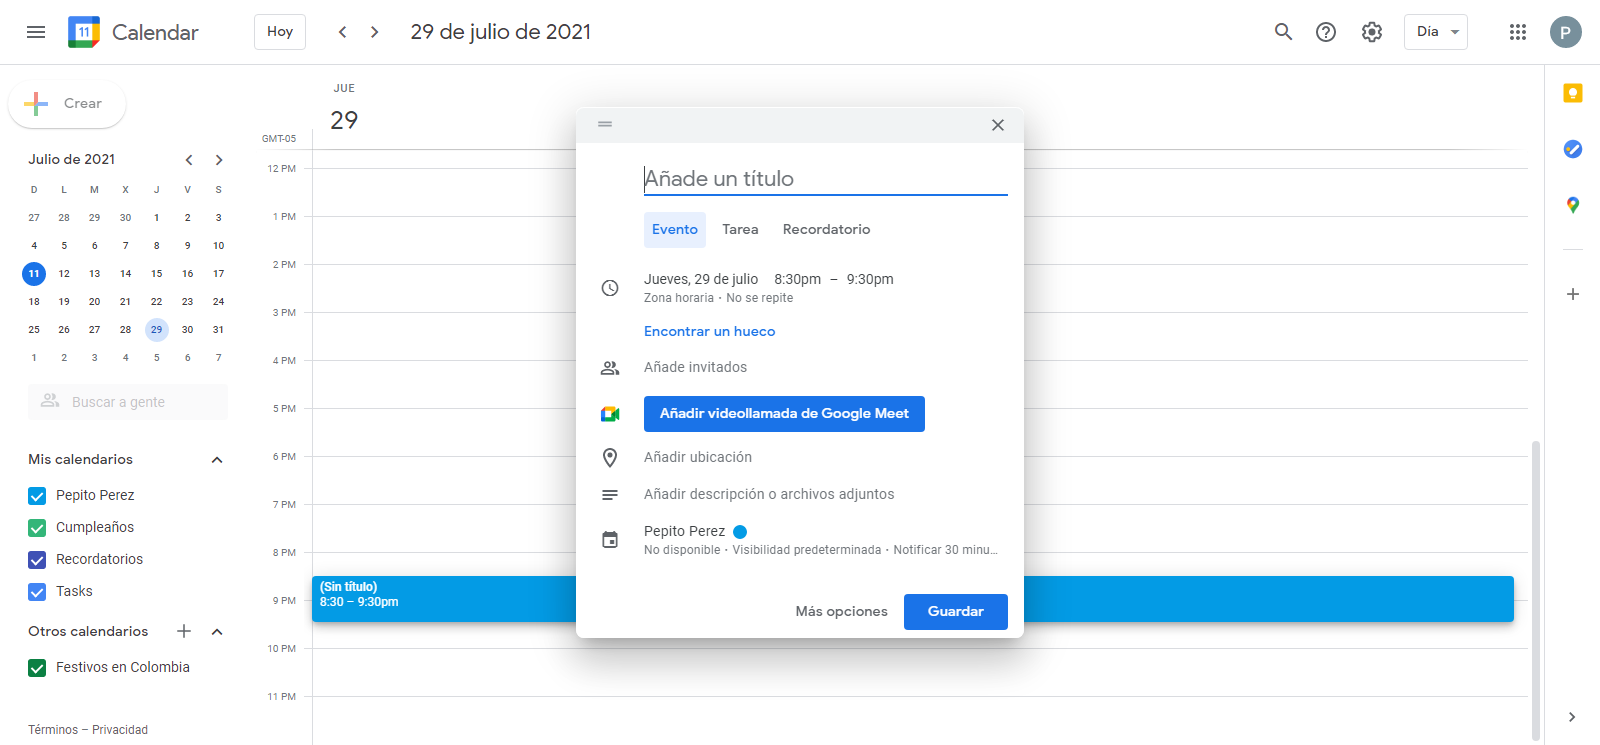 11 Calendar
Hoy
29 de julio de 2021
Día
P
Crear
Julio de 2021
D L M X J V S
27 28 29 30 1 2 3
4 5 6 7 8 9 10
11 12 13 14 15 16 17
18 19 20 21 22 23 24
25 26 27 28 29 30 31
1 2 3 4 5 6 7
Buscar a gente
Mis calendarios
Pepito Perez
Cumpleaños
Recordatorios
Tasks
Otros calendarios
Festivos en Colombia
Términos – Privacidad
JUE
29
GMT-05
12 PM
1 PM
2 PM
3 PM
4 PM
5 PM
6 PM
7 PM
8 PM
9 PM
10 PM
11 PM
(Sin título)
8:30 – 9:30pm
Añade un título
Evento Tarea Recordatorio
Jueves, 29 de julio 8:30pm – 9:30pm
Zona horaria · No se repite
Encontrar un hueco
Añade invitados
Añadir videollamada de Google Meet
Añadir ubicación
Añadir descripción o archivos adjuntos
Pepito Perez
No disponible · Visibilidad predeterminada · Notificar 30 minu...
Más opciones Guardar